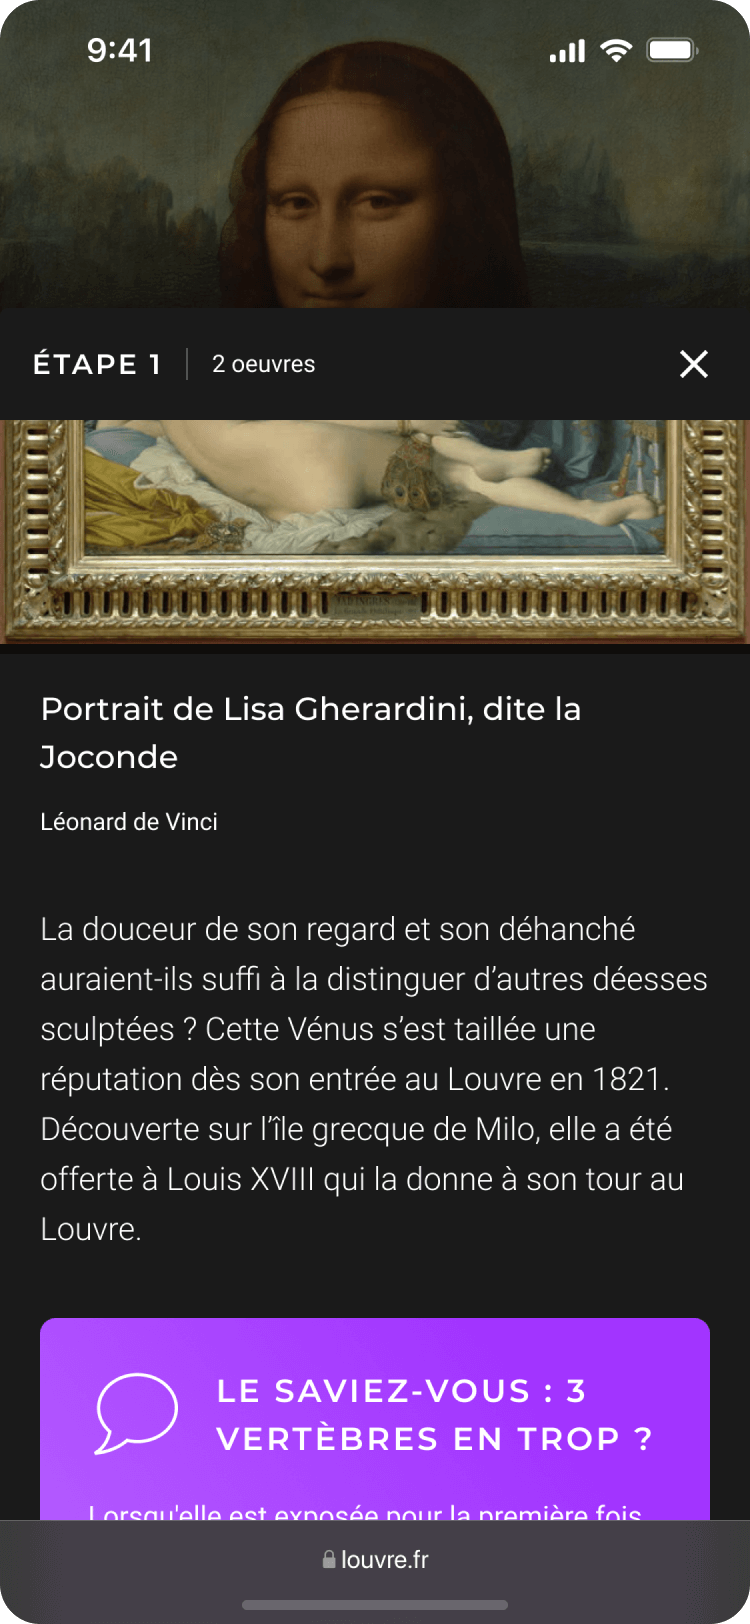 9:41
ÉTAPE 1
2 oeuvres
Portrait de Lisa Gherardini, dite la
Joconde
Léonard de Vinci
La douceur de son regard et son déhanché
auraient-ils suffi à la distinguer d’autres déesses
sculptées ? Cette Vénus s’est taillée une
réputation dès son entrée au Louvre en 1821.
Découverte sur l’île grecque de Milo, elle a été
offerte à Louis XVIII qui la donne à son tour au
Louvre.
LE SAVIEZ-VOUS : 3
VERTÈBRES EN TROP ?
Lorsqu'elle est exposée pour la première fois
louvre.fr